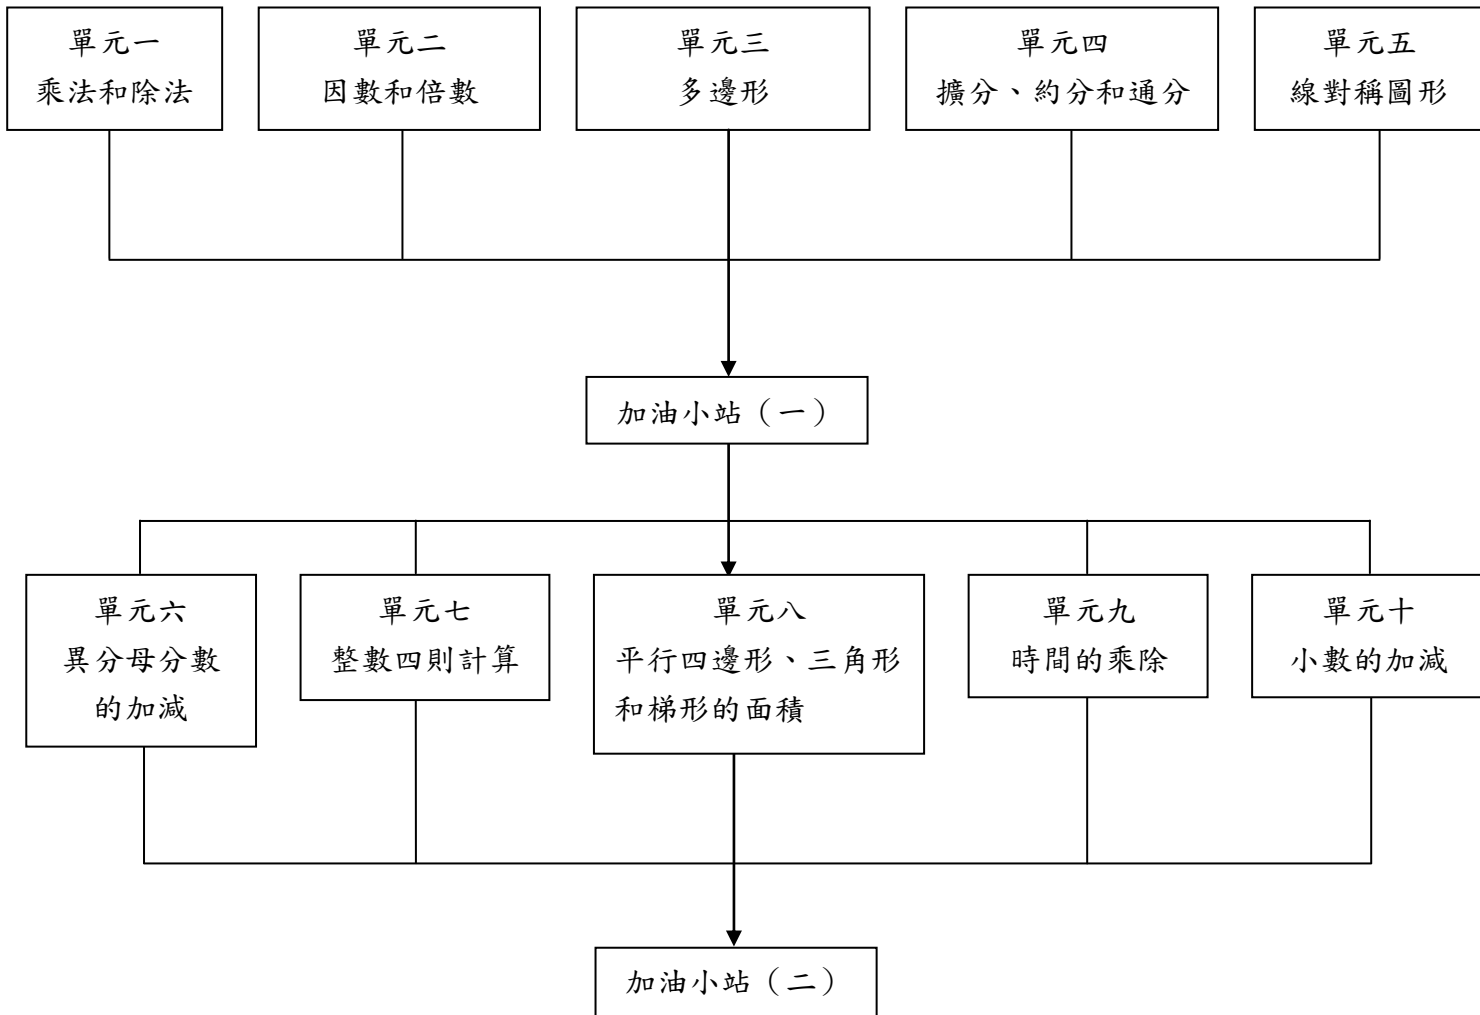 單元一
乘法和除法
單元二
因數和倍數
單元三
多邊形
單元四
擴分、約分和通分
單元五
線對稱圖形
加油小站（一）
單元六
異分母分數
的加減
單元七
整數四則計算
單元八
平行四邊形、三角形
和梯形的面積
單元九
時間的乘除
單元十
小數的加減
加油小站（二）